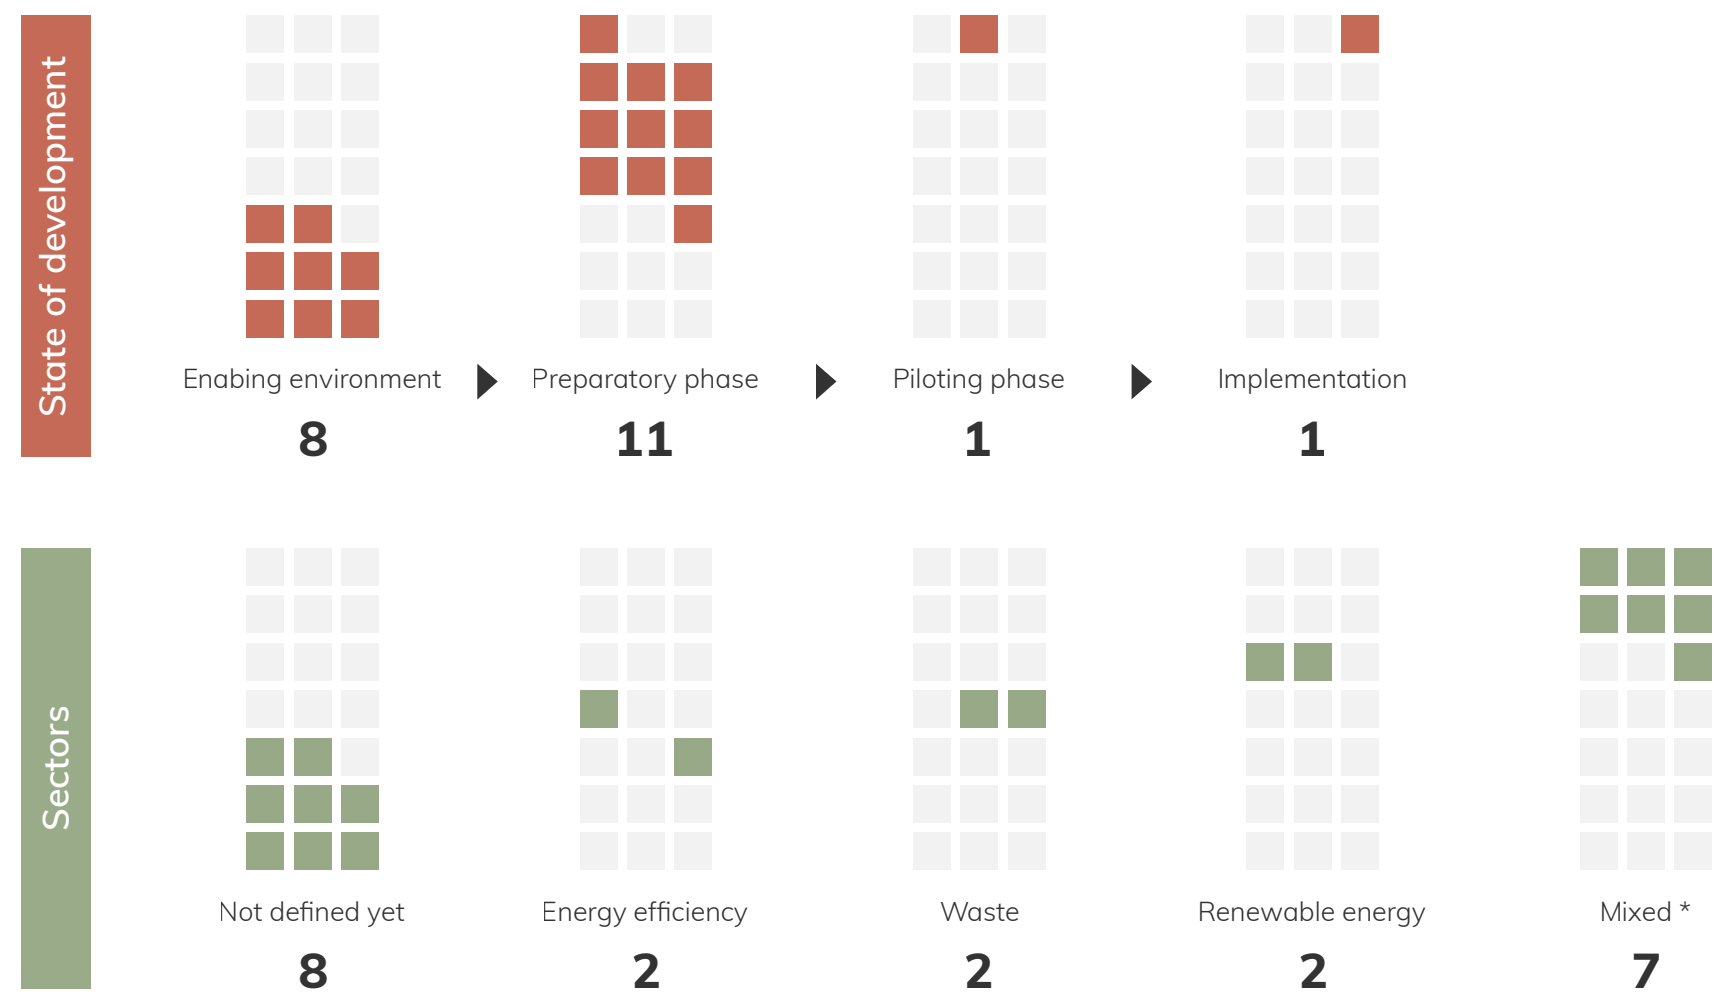 State of development
Enabing environment
Preparatory phase
Piloting phase
Implementation
8
11
1
1
Sectors
Not defined yet
Energy efficiency
Waste
Renewable energy
Mixed *
8
2
2
2
7